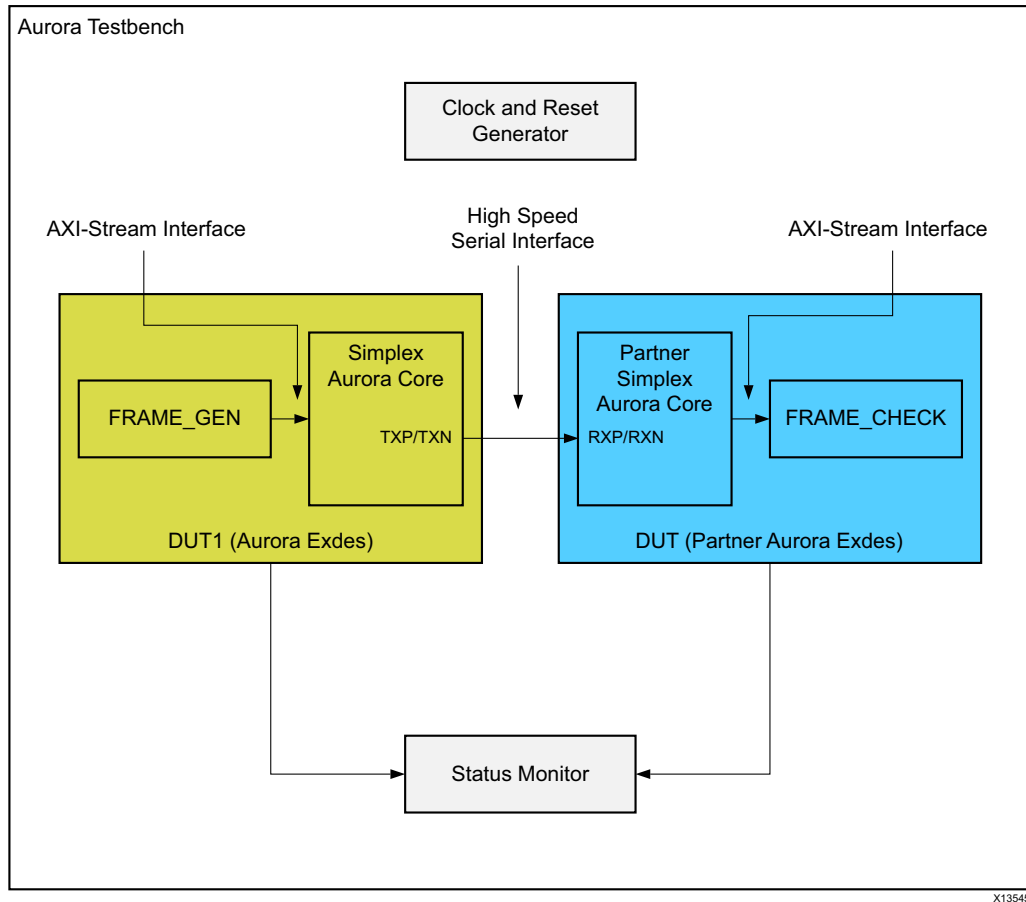 Aurora Testbench
Clock and Reset
Generator
AXI-Stream Interface
High Speed
Serial Interface
AXI-Stream Interface
Simplex
Aurora Core
FRAME_GEN
TXP/TXN
DUT1 (Aurora Exdes)
Partner
Simplex
Aurora Core
RXP/RXN
FRAME_CHECK
DUT (Partner Aurora Exdes)
Status Monitor